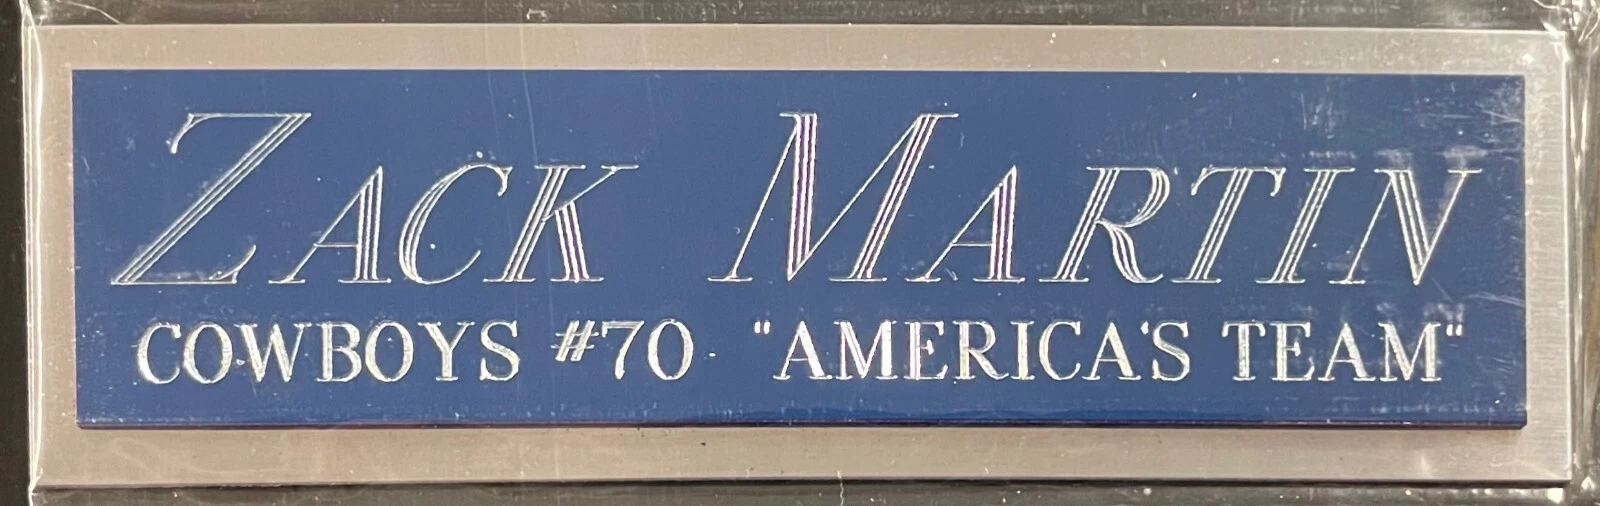 ZACK MARTIN
COWBOYS #70 "AMERICA'S TEAM"